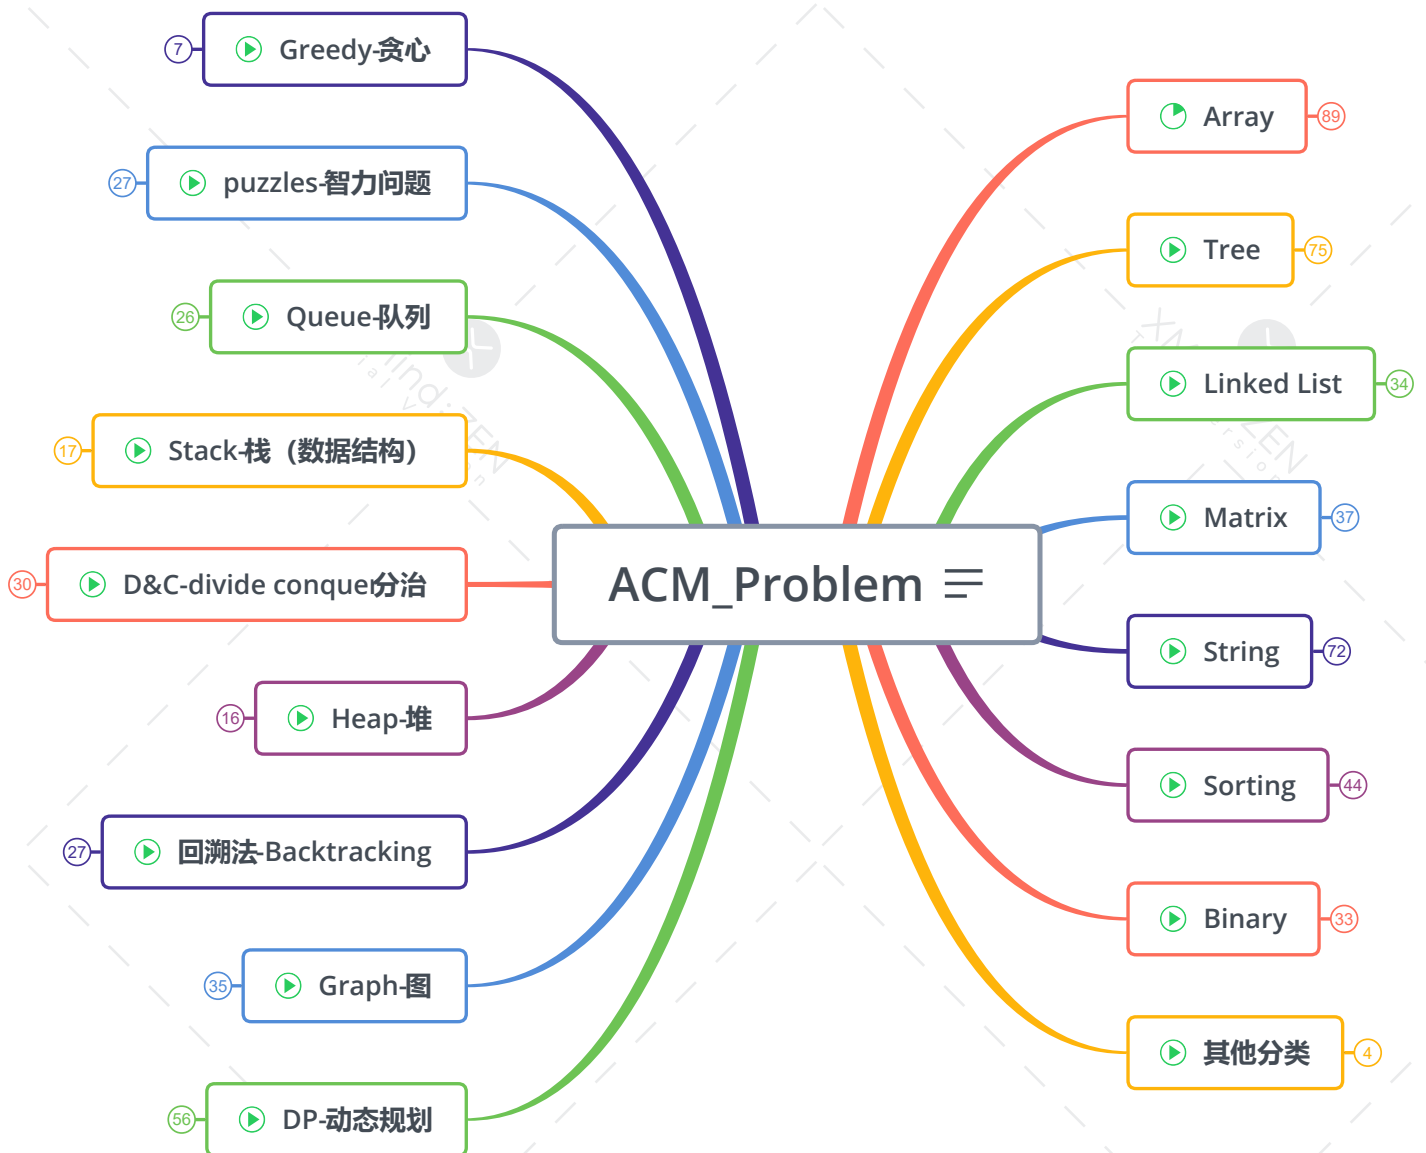 7
Greedy-贪心
27
puzzles-智力问题
26
Queue-队列
17
Stack-栈（数据结构）
30
D&C-divide conquer分治
16
Heap-堆
27
回溯法-Backtracking
35
Graph-图
56
DP-动态规划
ACM_Problem
Array
89
Tree
75
Linked List
34
Matrix
37
String
72
Sorting
44
Binary
33
其他分类
4